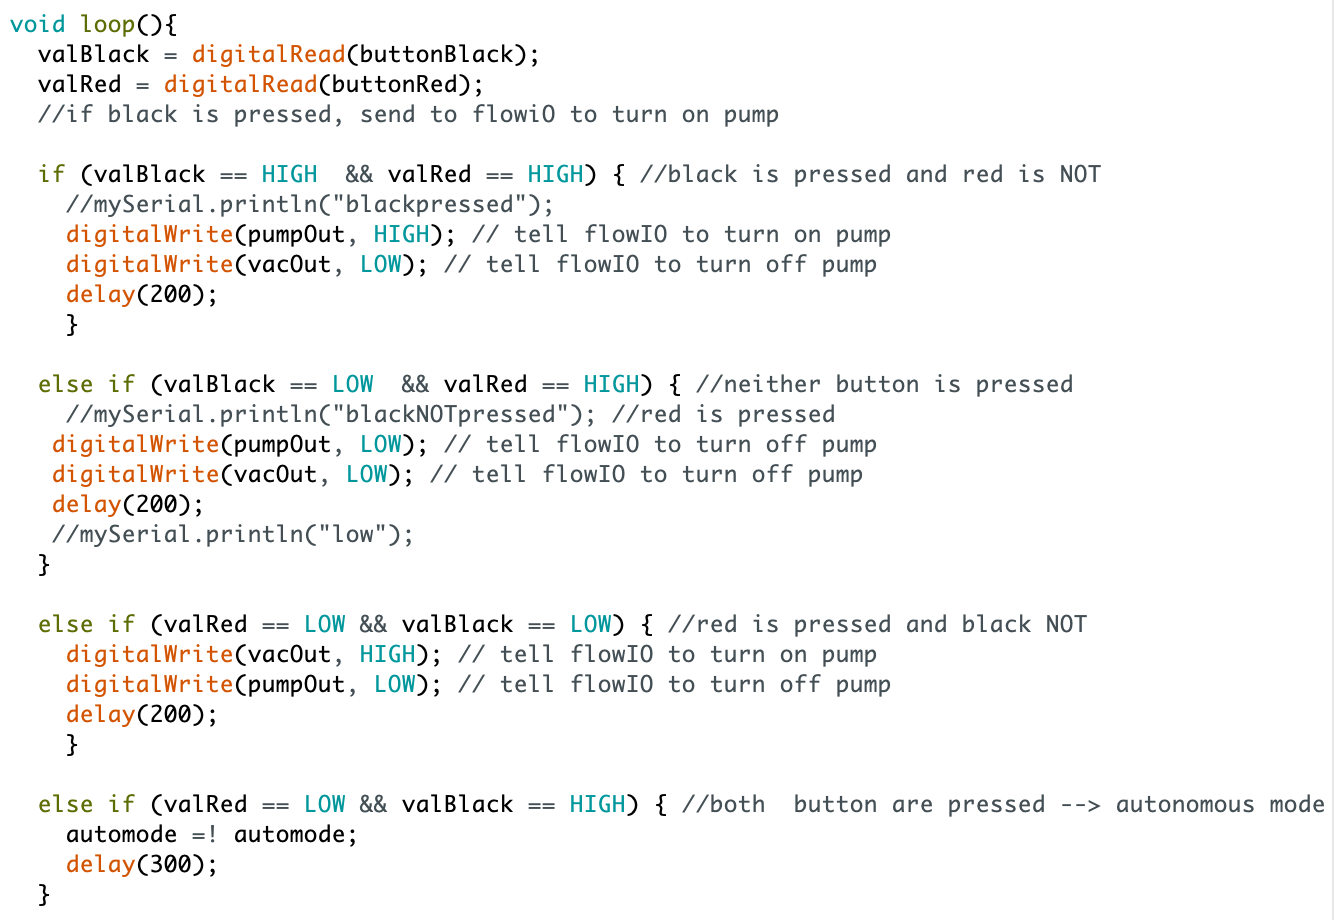 void loop(){
  valBlack = digitalRead(buttonBlack);
  valRed = digitalRead(buttonRed);
  //if black is pressed, send to flowiO to turn on pump

  if (valBlack == HIGH  && valRed == HIGH) { //black is pressed and red is NOT
    //mySerial.println("blackpressed");
    digitalWrite(pumpOut, HIGH); // tell flowIO to turn on pump
    digitalWrite(vacOut, LOW); // tell flowIO to turn off pump
    delay(200);
    }

  else if (valBlack == LOW  && valRed == HIGH) { //neither button is pressed
    //mySerial.println("blackNOTpressed"); //red is pressed
   digitalWrite(pumpOut, LOW); // tell flowIO to turn off pump
   digitalWrite(vacOut, LOW); // tell flowIO to turn off pump
   delay(200);
   //mySerial.println("low");
  }

  else if (valRed == LOW && valBlack == LOW) { //red is pressed and black NOT
    digitalWrite(vacOut, HIGH); // tell flowIO to turn on pump
    digitalWrite(pumpOut, LOW); // tell flowIO to turn off pump
    delay(200);
    }

  else if (valRed == LOW && valBlack == HIGH) { //both  button are pressed --> autonomous mode
    automode =! automode;
    delay(300);
  }